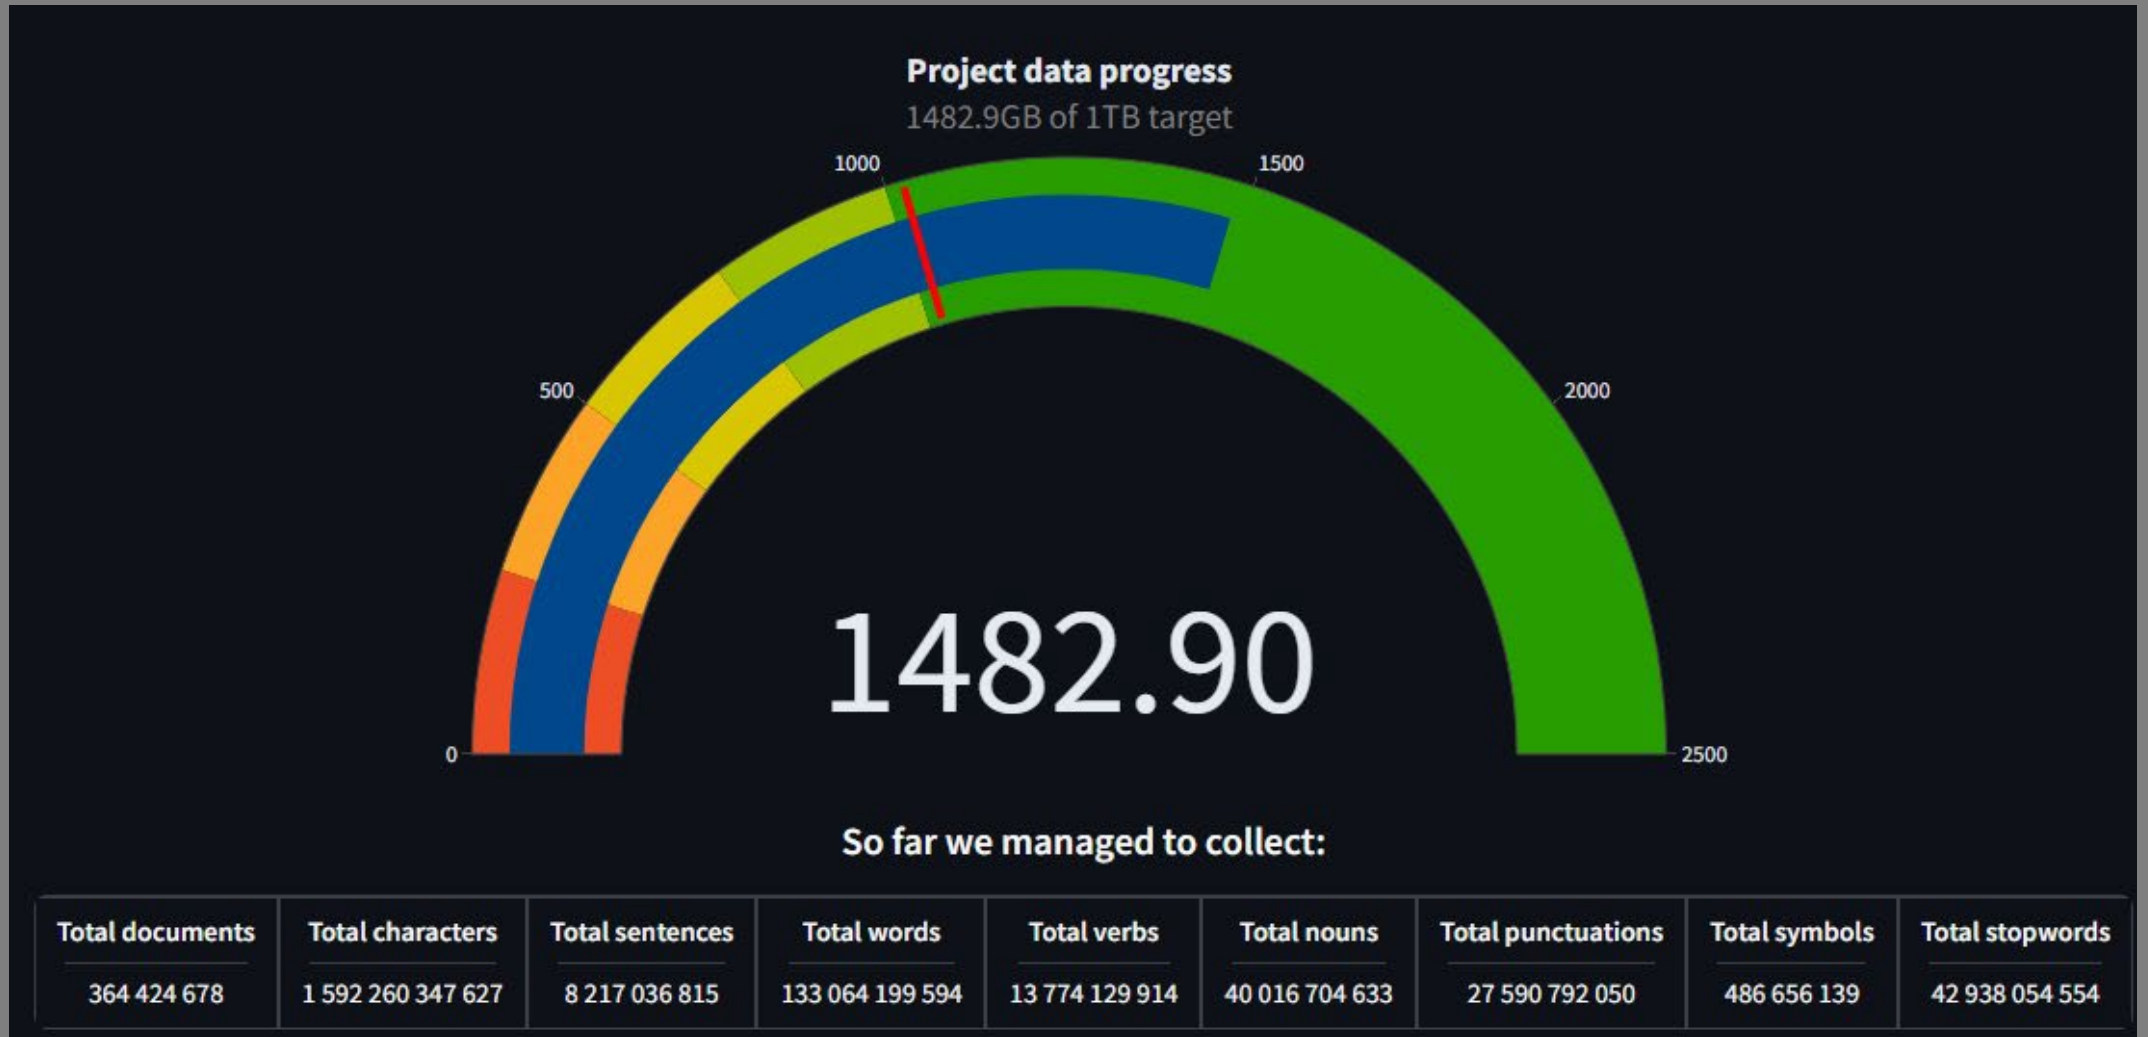 Project data progress
1482.9GB of 1TB target
1000
1500
500
2000
1482.90
0
2500
So far we managed to collect:
Total documents Total characters Total sentences Total words Total verbs Total nouns Total punctuations Total symbols Total stopwords
364 424 678 1 592 260 347 627 8 217 036 815 133 064 199 594 13 774 129 914 40 016 704 633 27 590 792 050 486 656 139 42 938 054 554